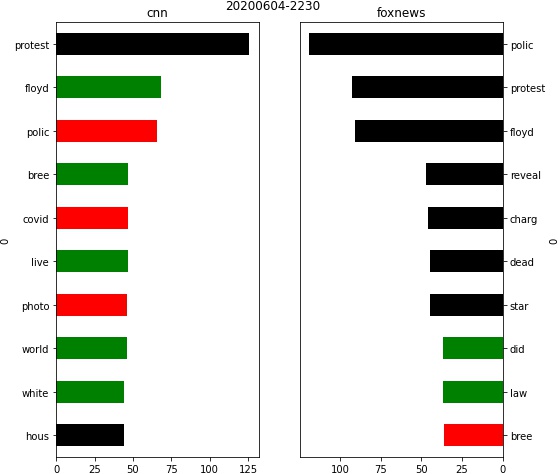 20200604-2230
cnn
foxnews
protest
floyd
polic
bree
covid
live
photo
world
white
hous
0
0 25 50 75 100 125
polic
protest
floyd
reveal
charg
dead
star
did
law
bree
0
100 75 50 25 0